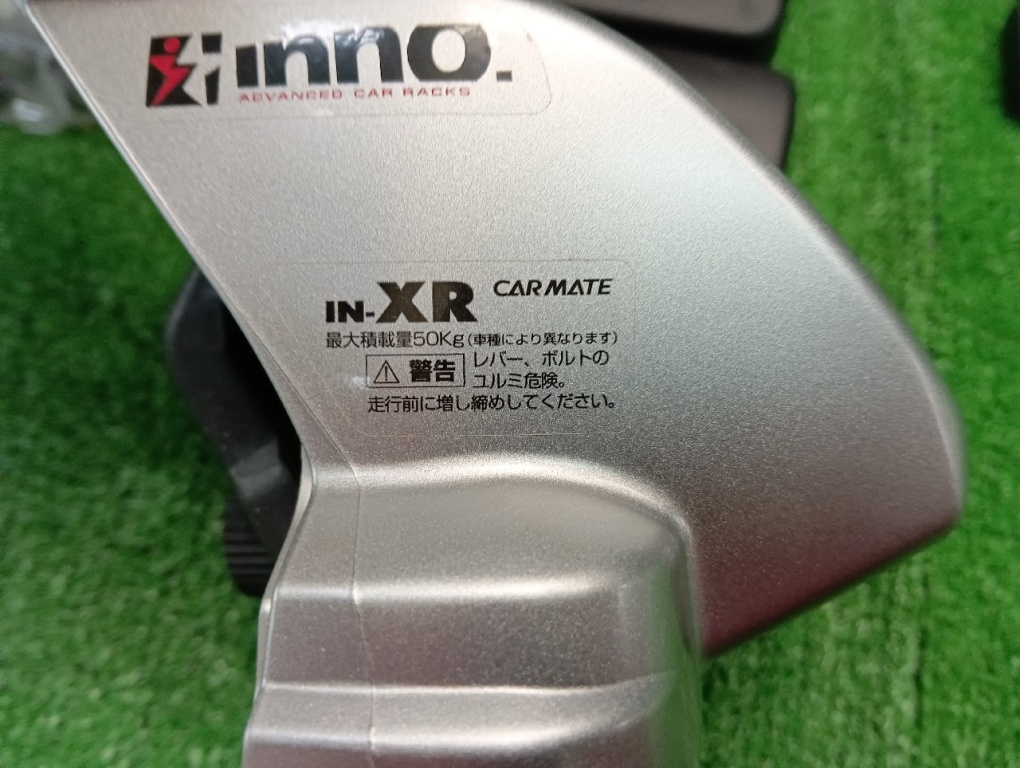 inno.
ADVANCED CAR RACKS
IN-XR CARMATE
最大積載量50Kg(車種により異なります)
⚠ 警告 レバー、ボルトの
ユルミ危険。
走行前に増し締めしてください。